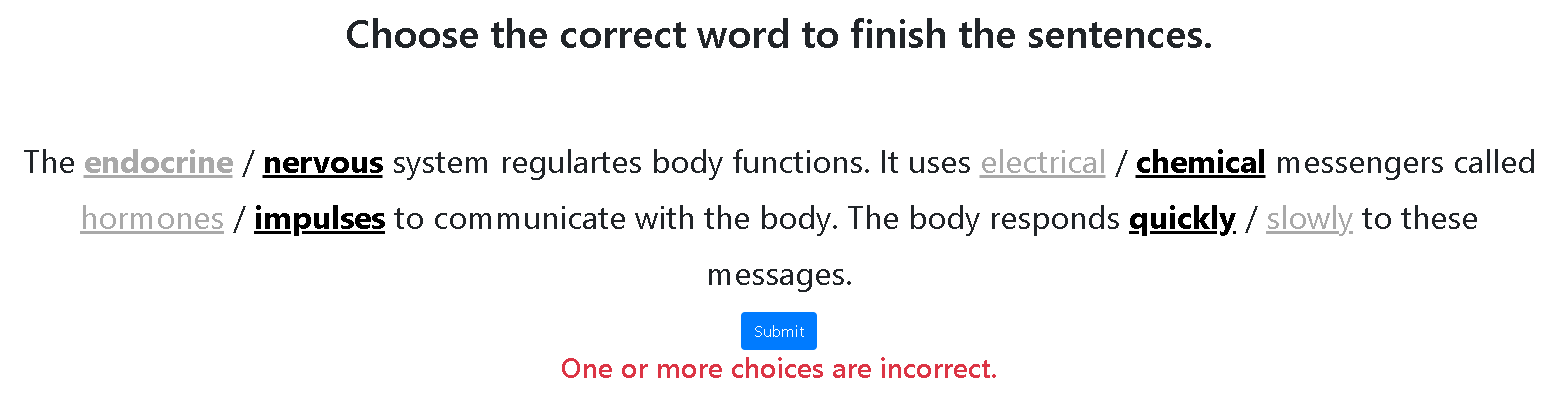 Choose the correct word to finish the sentences.
The endocrine / nervous system regulartes body functions. It uses electrical / chemical messengers called
hormones / impulses to communicate with the body. The body responds quickly / slowly to these
messages.
Submit
One or more choices are incorrect.